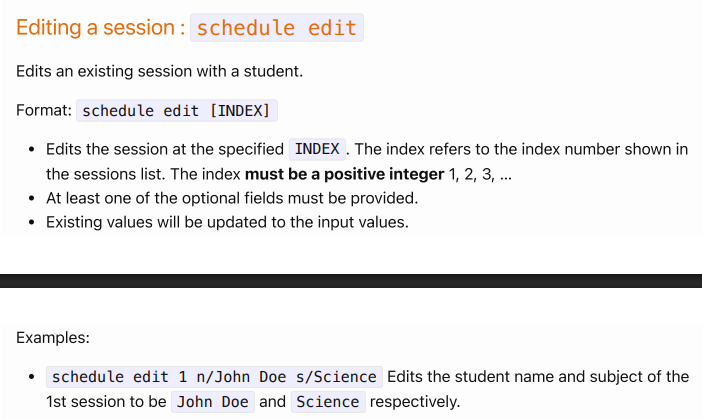 Editing a session : schedule edit
Edits an existing session with a student.
Format: schedule edit [INDEX]
• Edits the session at the specified INDEX . The index refers to the index number shown in
the sessions list. The index must be a positive integer 1, 2, 3, …
• At least one of the optional fields must be provided.
• Existing values will be updated to the input values.
Examples:
• schedule edit 1 n/John Doe s/Science Edits the student name and subject of the
1st session to be John Doe and Science respectively.